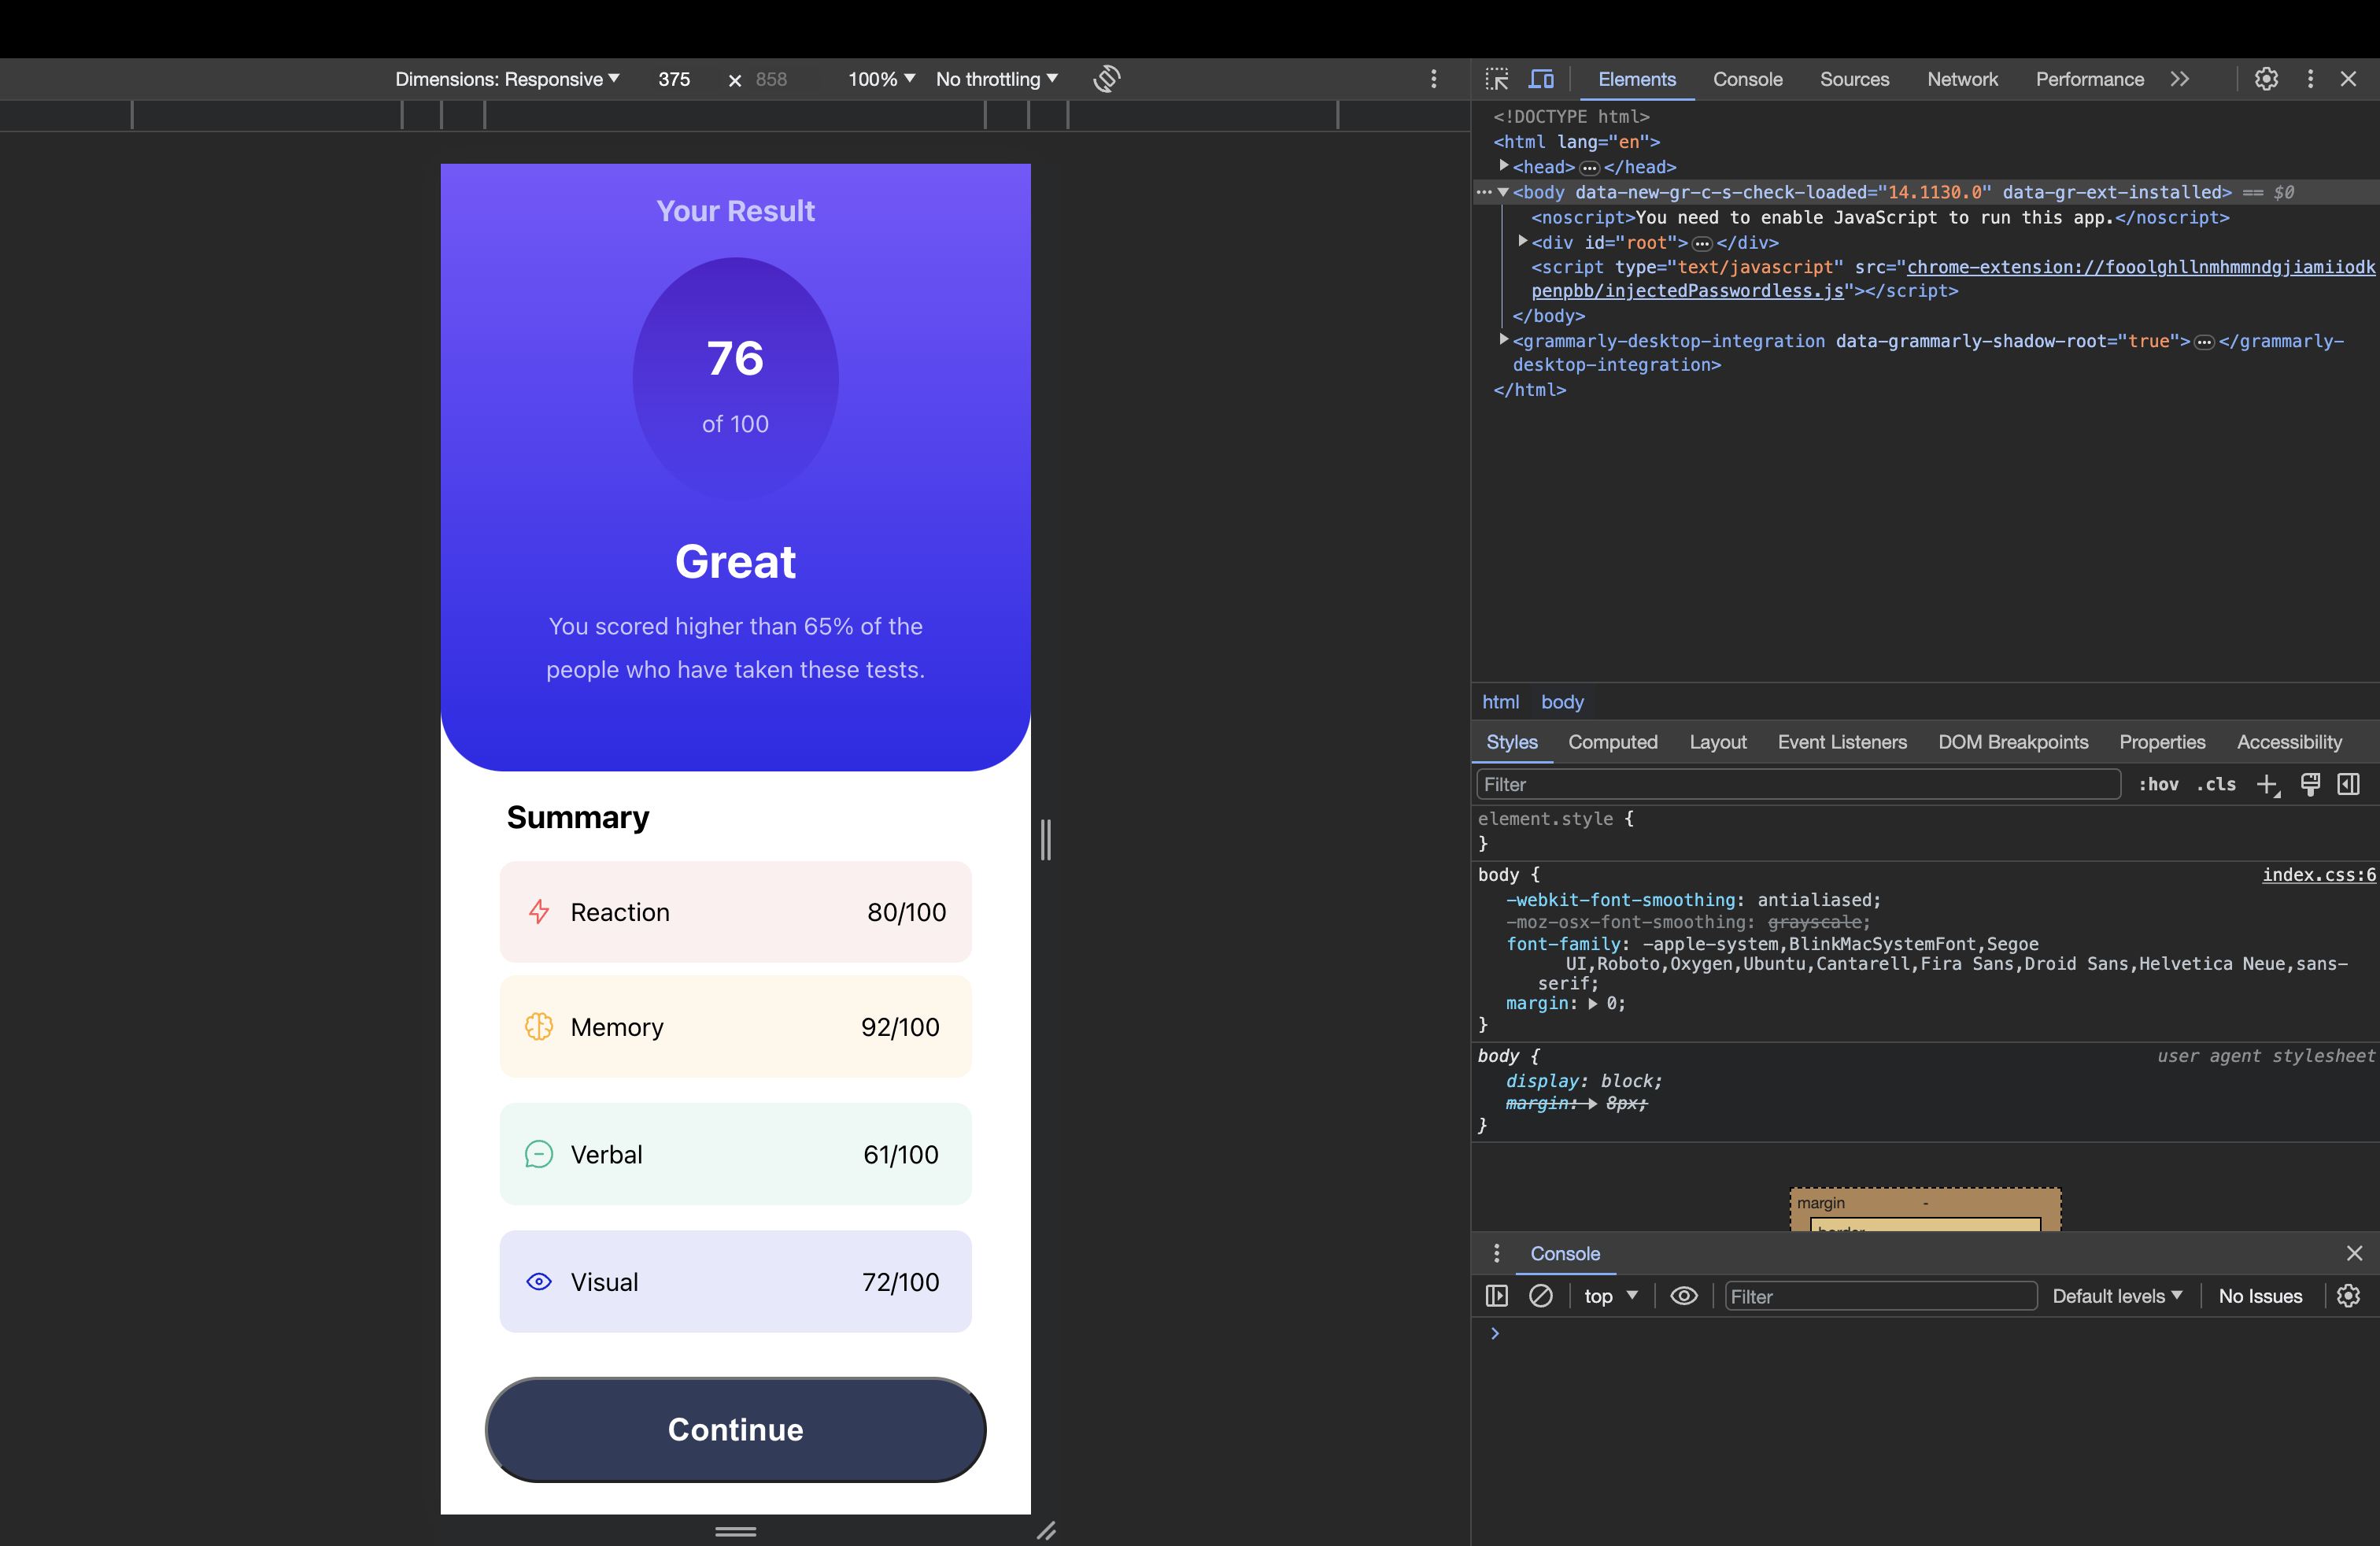 Dimensions: Responsive 375 × 858 100% No throttling
Your Result
76
of 100
Great
You scored higher than 65% of the
people who have taken these tests.
Summary
Reaction 80/100
Memory 92/100
Verbal 61/100
Visual 72/100
Continue
Elements Console Sources Network Performance
<!DOCTYPE html>
<html lang="en">
<head>…</head>
<body data-new-gr-c-s-check-loaded="14.1130.0" data-gr-ext-installed> == $0
<noscript>You need to enable JavaScript to run this app.</noscript>
<div id="root">…</div>
<script type="text/javascript" src="chrome-extension://fooolghllnmhmmndgjiamiiodk
penpbb/injectedPasswordless.js"></script>
</body>
<grammarly-desktop-integration data-grammarly-shadow-root="true">…</grammarly-
desktop-integration>
</html>
html body
Styles Computed Layout Event Listeners DOM Breakpoints Properties Accessibility
Filter :hov .cls
element.style {
}
body { index.css:6
-webkit-font-smoothing: antialiased;
-moz-osx-font-smoothing: grayscale;
font-family: -apple-system,BlinkMacSystemFont,Segoe
UI,Roboto,Oxygen,Ubuntu,Cantarell,Fira Sans,Droid Sans,Helvetica Neue,sans-
serif;
margin: 0;
}
body { user agent stylesheet
display: block;
margin: 8px;
}
margin -
border
Console
top Filter Default levels No Issues